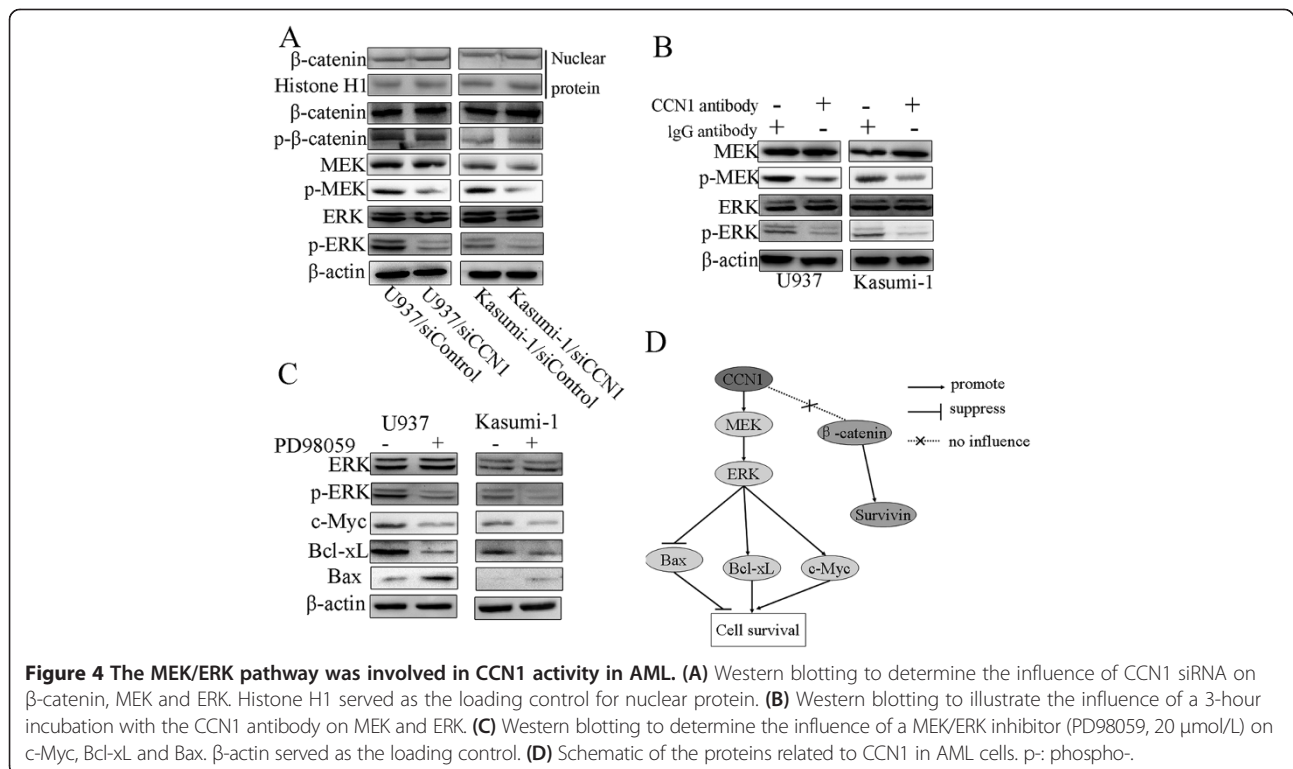 A
β-catenin
Nuclear
Histone H1
protein
β-catenin
p-β-catenin
MEK
p-MEK
ERK
p-ERK
β-actin
U937/siControl
U937/siCCN1
Kasumi-1/siControl
Kasumi-1/siCCN1
B
CCN1 antibody - + - +
IgG antibody + - + -
MEK
p-MEK
ERK
p-ERK
β-actin
U937 Kasumi-1
C
U937 Kasumi-1
PD98059 - + - +
ERK
p-ERK
c-Myc
Bcl-xL
Bax
β-actin
D
CCN1
MEK
β-catenin
ERK
Survivin
Bax
Bcl-xL
c-Myc
Cell survival
promote
suppress
no influence
Figure 4 The MEK/ERK pathway was involved in CCN1 activity in AML. (A) Western blotting to determine the influence of CCN1 siRNA on
β-catenin, MEK and ERK. Histone H1 served as the loading control for nuclear protein. (B) Western blotting to illustrate the influence of a 3-hour
incubation with the CCN1 antibody on MEK and ERK. (C) Western blotting to determine the influence of a MEK/ERK inhibitor (PD98059, 20 μmol/L) on
c-Myc, Bcl-xL and Bax. β-actin served as the loading control. (D) Schematic of the proteins related to CCN1 in AML cells. p-: phospho-.